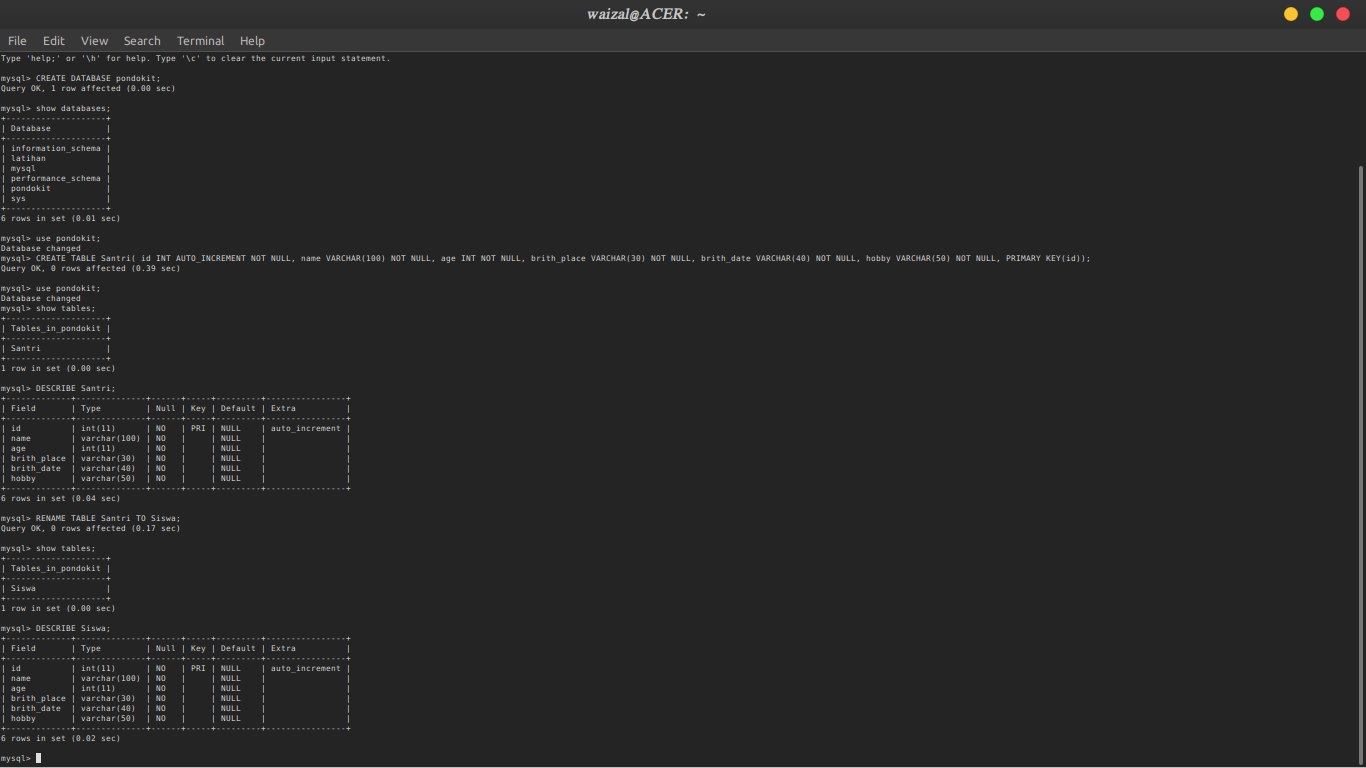 waizal@ACER: ~
File Edit View Search Terminal Help
Type 'help;' or '\h' for help. Type '\c' to clear the current input statement.
mysql> CREATE DATABASE pondokit;
Query OK, 1 row affected (0.00 sec)
mysql> show databases;
+--------------------+
| Database           |
+--------------------+
| information_schema |
| latihan            |
| mysql              |
| performance_schema |
| pondokit           |
| sys                |
+--------------------+
6 rows in set (0.01 sec)
mysql> use pondokit;
Database changed
mysql> CREATE TABLE Santri( id INT AUTO_INCREMENT NOT NULL, name VARCHAR(100) NOT NULL, age INT NOT NULL, brith_place VARCHAR(30) NOT NULL, brith_date VARCHAR(40) NOT NULL, hobby VARCHAR(50) NOT NULL, PRIMARY KEY(id));
Query OK, 0 rows affected (0.39 sec)
mysql> use pondokit;
Database changed
mysql> show tables;
+--------------------+
| Tables_in_pondokit |
+--------------------+
| Santri             |
+--------------------+
1 row in set (0.00 sec)
mysql> DESCRIBE Santri;
+-------------+--------------+------+-----+---------+----------------+
| Field       | Type         | Null | Key | Default | Extra          |
+-------------+--------------+------+-----+---------+----------------+
| id          | int(11)      | NO   | PRI | NULL    | auto_increment |
| name        | varchar(100) | NO   |     | NULL    |                |
| age         | int(11)      | NO   |     | NULL    |                |
| brith_place | varchar(30)  | NO   |     | NULL    |                |
| brith_date  | varchar(40)  | NO   |     | NULL    |                |
| hobby       | varchar(50)  | NO   |     | NULL    |                |
+-------------+--------------+------+-----+---------+----------------+
6 rows in set (0.04 sec)
mysql> RENAME TABLE Santri TO Siswa;
Query OK, 0 rows affected (0.17 sec)
mysql> show tables;
+--------------------+
| Tables_in_pondokit |
+--------------------+
| Siswa              |
+--------------------+
1 row in set (0.00 sec)
mysql> DESCRIBE Siswa;
+-------------+--------------+------+-----+---------+----------------+
| Field       | Type         | Null | Key | Default | Extra          |
+-------------+--------------+------+-----+---------+----------------+
| id          | int(11)      | NO   | PRI | NULL    | auto_increment |
| name        | varchar(100) | NO   |     | NULL    |                |
| age         | int(11)      | NO   |     | NULL    |                |
| brith_place | varchar(30)  | NO   |     | NULL    |                |
| brith_date  | varchar(40)  | NO   |     | NULL    |                |
| hobby       | varchar(50)  | NO   |     | NULL    |                |
+-------------+--------------+------+-----+---------+----------------+
6 rows in set (0.02 sec)
mysql>